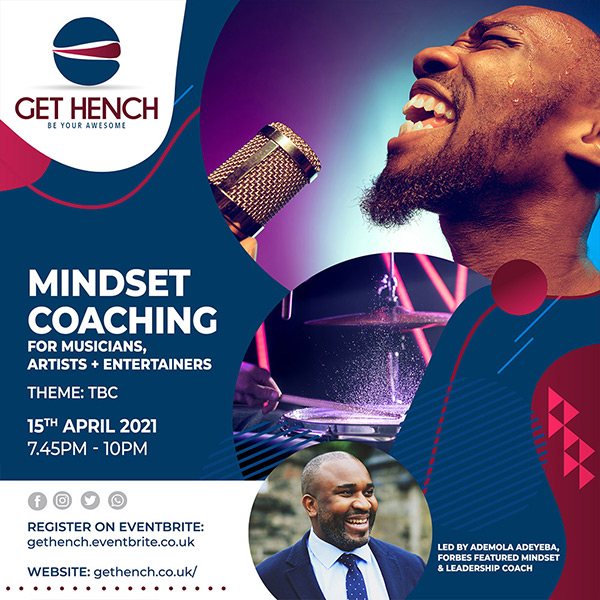 GET HENCH
BE YOUR AWESOME
MINDSET
COACHING
FOR MUSICIANS,
ARTISTS + ENTERTAINERS
THEME: TBC
15TH APRIL 2021
7.45PM - 10PM
REGISTER ON EVENTBRITE:
gethench.eventbrite.co.uk
WEBSITE: gethench.co.uk/
LED BY ADEMOLA ADEYEBA,
FORBES FEATURED MINDSET
& LEADERSHIP COACH